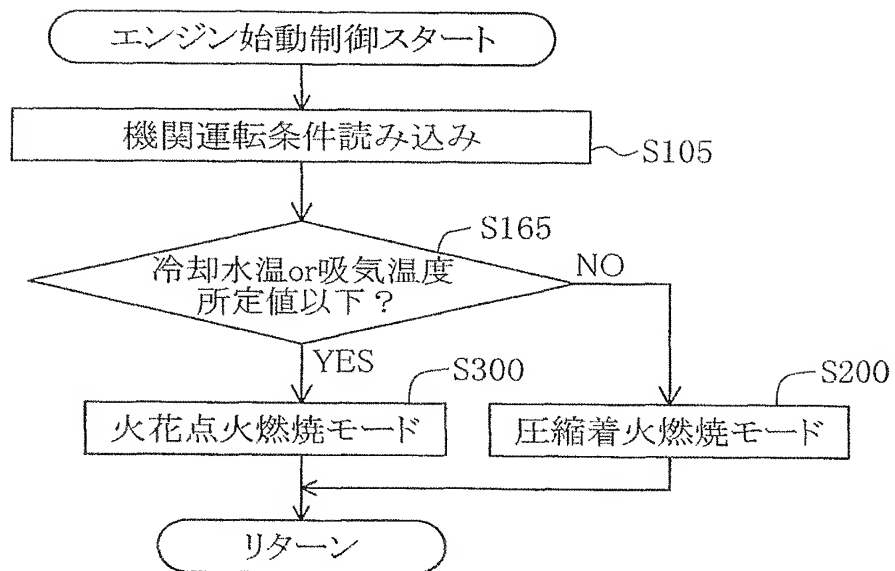 エンジン始動制御スタート
機関運転条件読み込み
S105
S165
冷却水温or吸気温度
所定値以下？
NO
YES
S300
S200
火花点火燃焼モード
圧縮着火燃焼モード
リターン